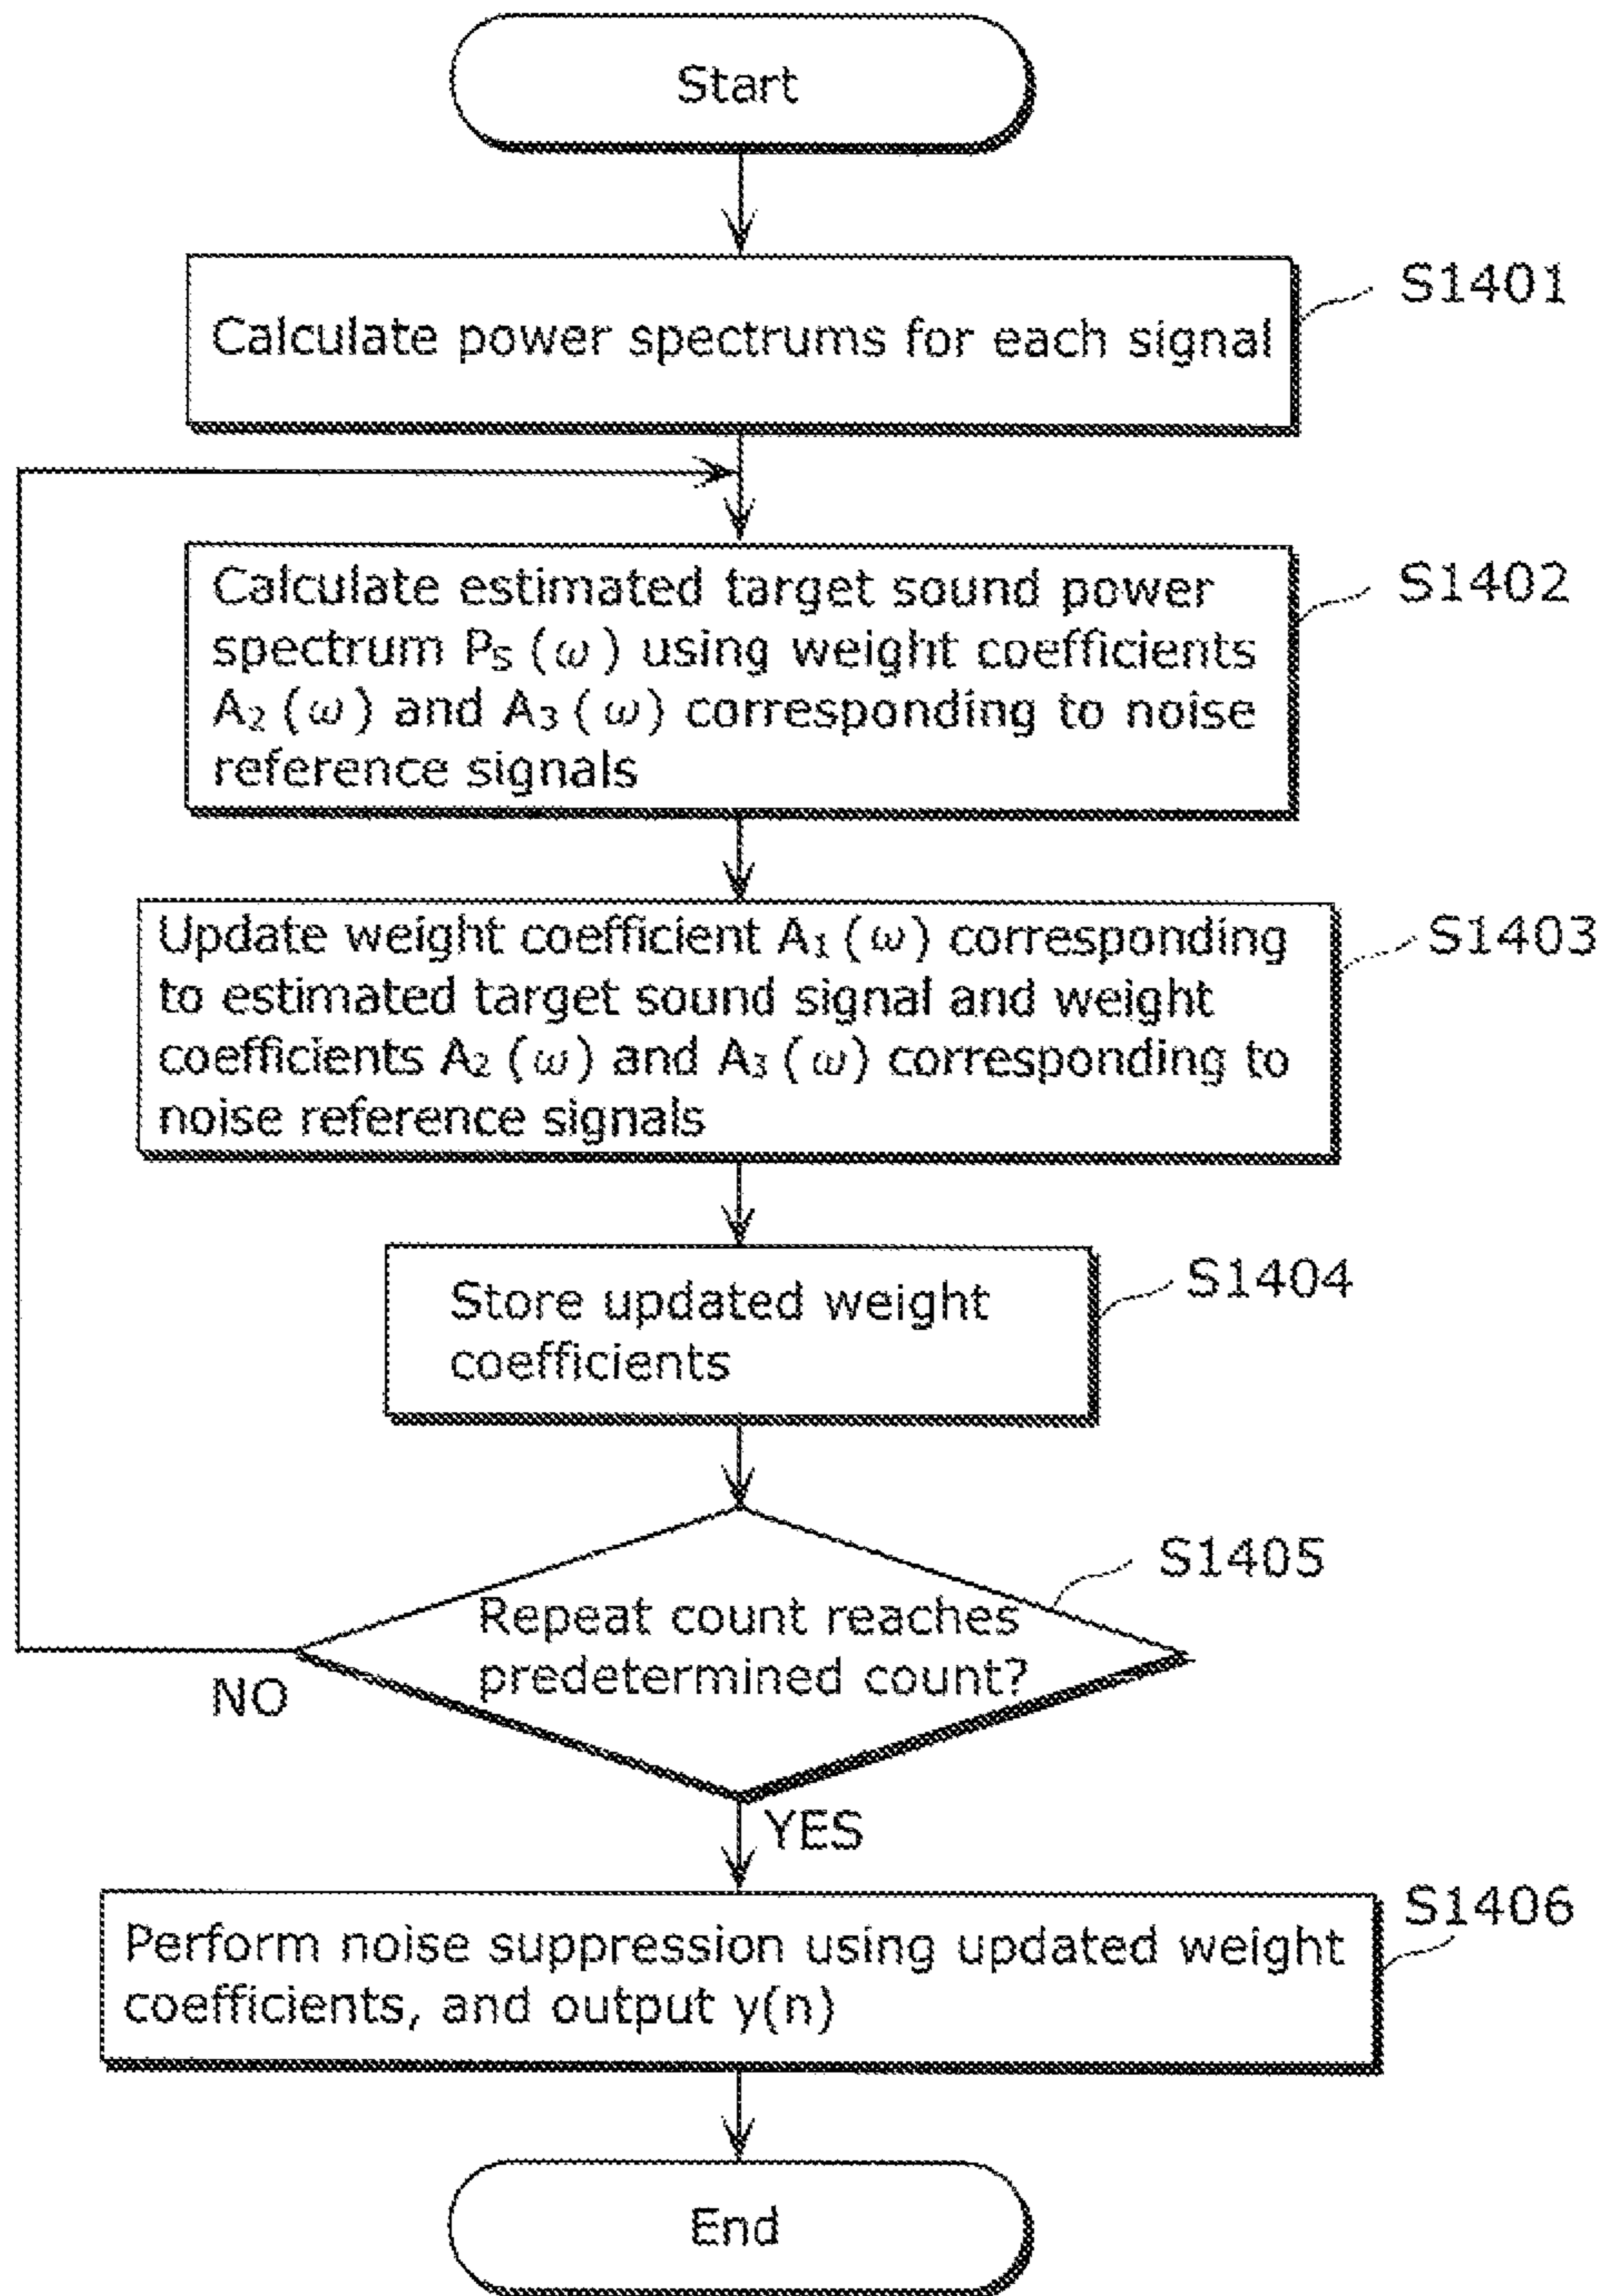 Start
Calculate power spectrums for each signal
S1401
Calculate estimated target sound power
spectrum P_S (ω) using weight coefficients
A₂ (ω) and A₃ (ω) corresponding to noise
reference signals
S1402
Update weight coefficient A₁ (ω) corresponding
to estimated target sound signal and weight
coefficients A₂ (ω) and A₃ (ω) corresponding to
noise reference signals
S1403
Store updated weight
coefficients
S1404
Repeat count reaches
predetermined count?
S1405
NO
YES
Perform noise suppression using updated weight
coefficients, and output y(n)
S1406
End